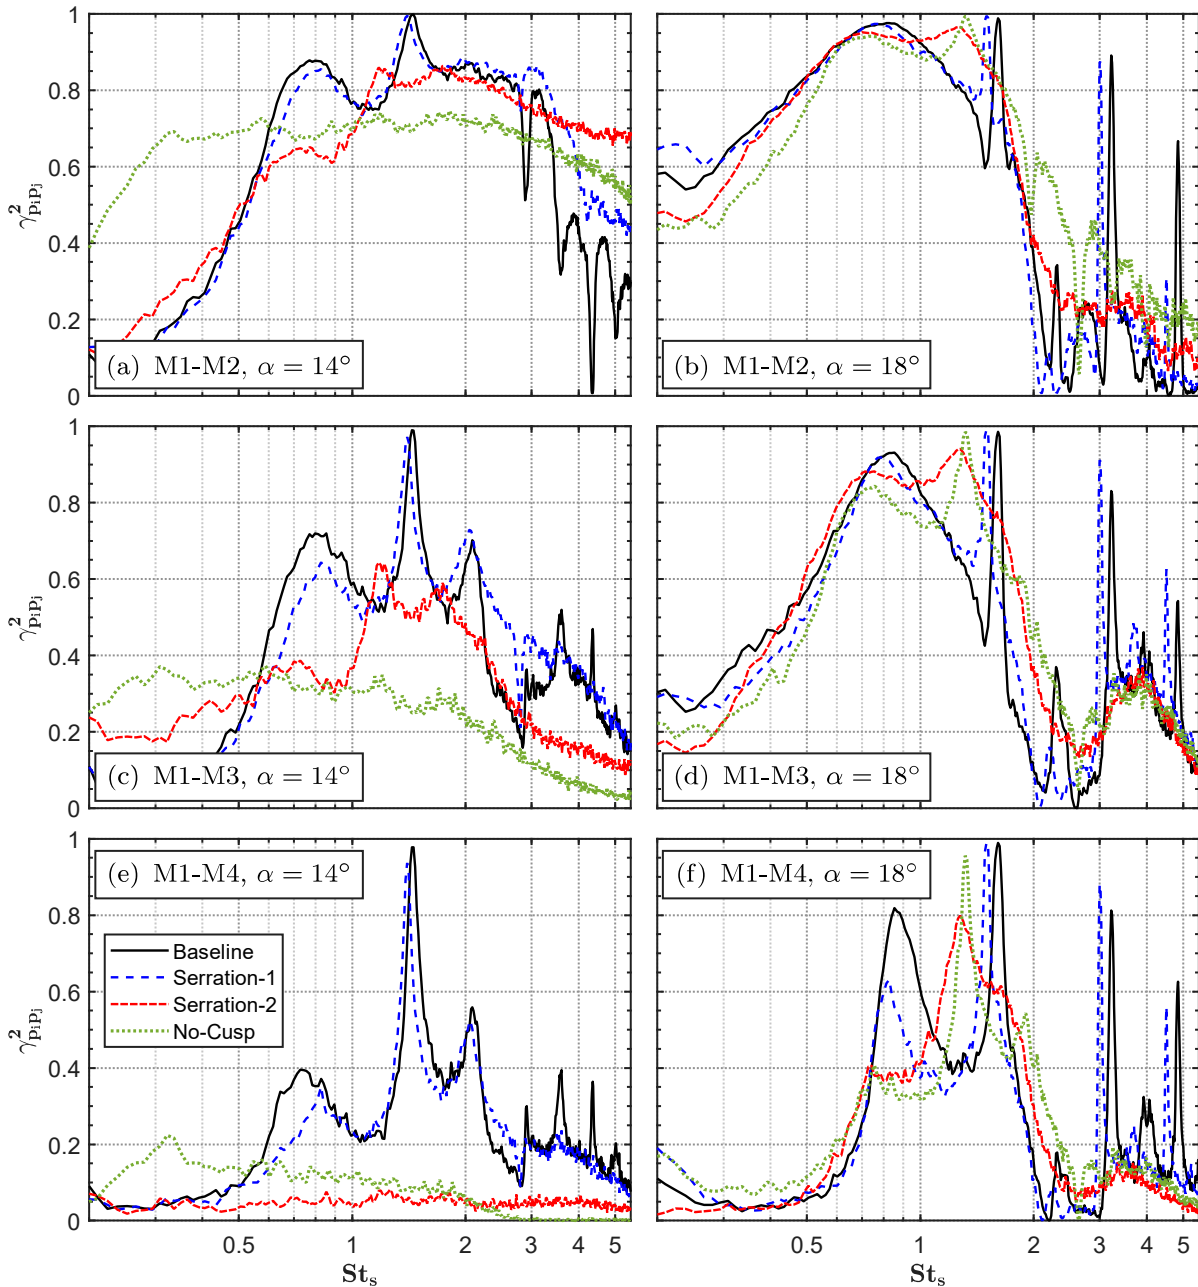 1
0.8
0.6
0.4
0.2
0
γ²pᵢpⱼ
(a) M1-M2, α = 14°
(b) M1-M2, α = 18°
1
0.8
0.6
0.4
0.2
0
γ²pᵢpⱼ
(c) M1-M3, α = 14°
(d) M1-M3, α = 18°
1
0.8
0.6
0.4
0.2
0
γ²pᵢpⱼ
(e) M1-M4, α = 14°
Baseline
Serration-1
Serration-2
No-Cusp
(f) M1-M4, α = 18°
0.5 1 2 3 4 5
0.5 1 2 3 4 5
St_s
St_s